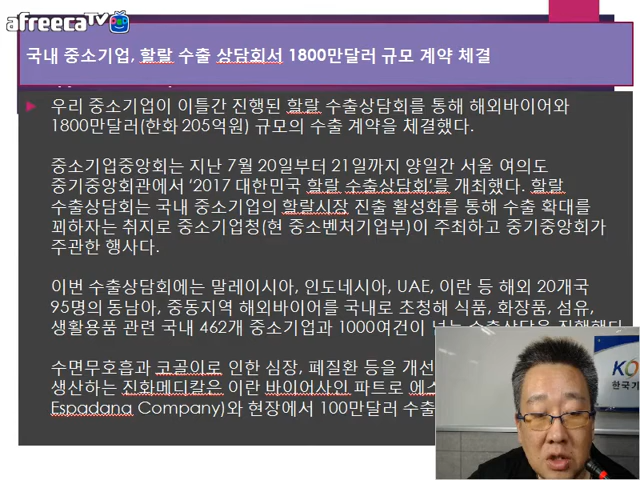 afreecaTV
국내 중소기업, 할랄 수출 상담회서 1800만달러 규모 계약 체결
우리 중소기업이 이틀간 진행된 할랄 수출상담회를 통해 해외바이어와
1800만달러(한화 205억원) 규모의 수출 계약을 체결했다.
중소기업중앙회는 지난 7월 20일부터 21일까지 양일간 서울 여의도
중기중앙회관에서 '2017 대한민국 할랄 수출상담회'를 개최했다. 할랄
수출상담회는 국내 중소기업의 할랄시장 진출 활성화를 통해 수출 확대를
꾀하자는 취지로 중소기업청(현 중소벤처기업부)이 주최하고 중기중앙회가
주관한 행사다.
이번 수출상담회에는 말레이시아, 인도네시아, UAE, 이란 등 해외 20개국
95명의 동남아, 중동지역 해외바이어를 국내로 초청해 식품, 화장품, 섬유,
생활용품 관련 국내 462개 중소기업과 1000여건이 넘는 수출상담을 진행했다
수면무호흡과 코골이로 인한 심장, 폐질환 등을 개선
생산하는 진화메디칼은 이란 바이어사인 파트로 에스
Espadana Company)와 현장에서 100만달러 수출
KO
한국기